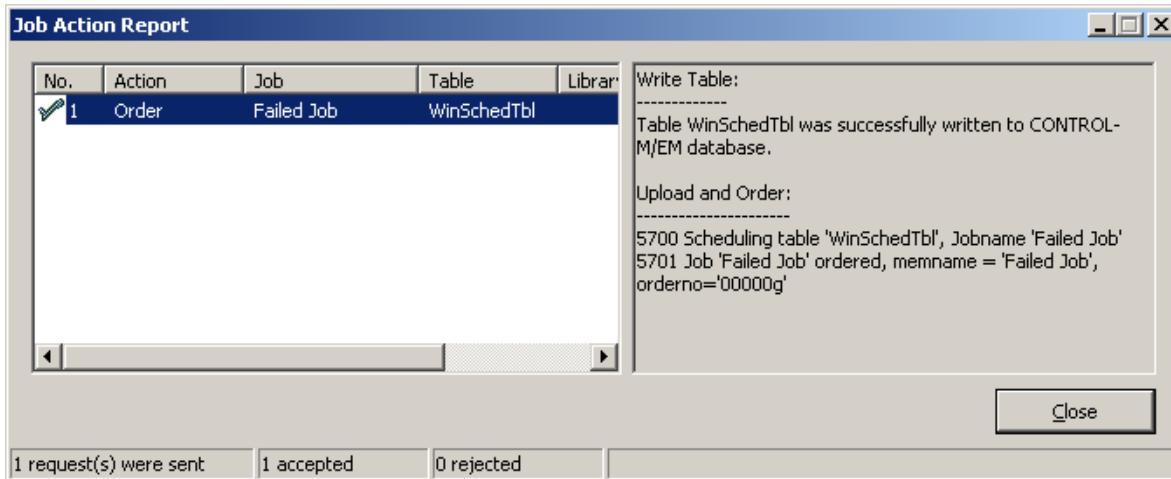 Job Action Report
No. Action Job Table Librar
1 Order Failed Job WinSchedTbl
Write Table:
-------------
Table WinSchedTbl was successfully written to CONTROL-
M/EM database.
Upload and Order:
----------------------
5700 Scheduling table 'WinSchedTbl', Jobname 'Failed Job'
5701 Job 'Failed Job' ordered, memname = 'Failed Job',
orderno='00000g'
Close
1 request(s) were sent 1 accepted 0 rejected